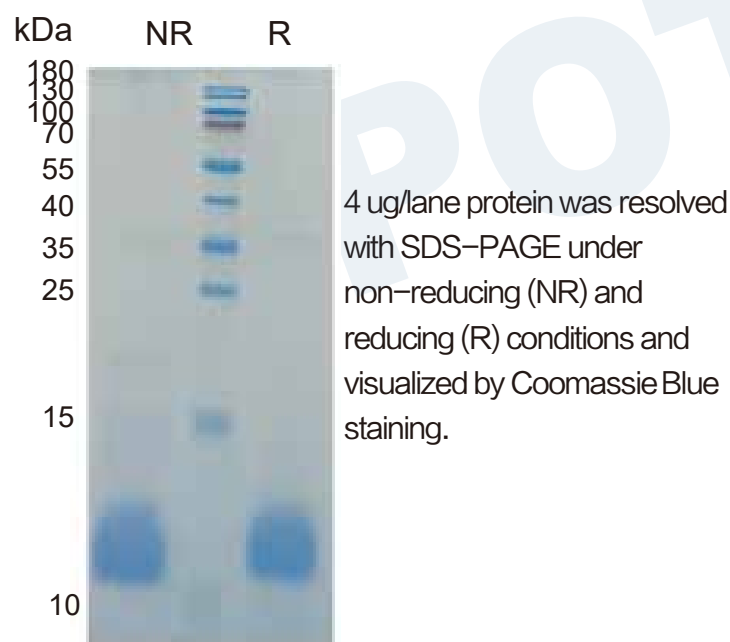 kDa NR R
180
130
100
70
55
40
35
25
15
10
4 ug/lane protein was resolved
with SDS-PAGE under
non-reducing (NR) and
reducing (R) conditions and
visualized by Coomassie Blue
staining.
POT